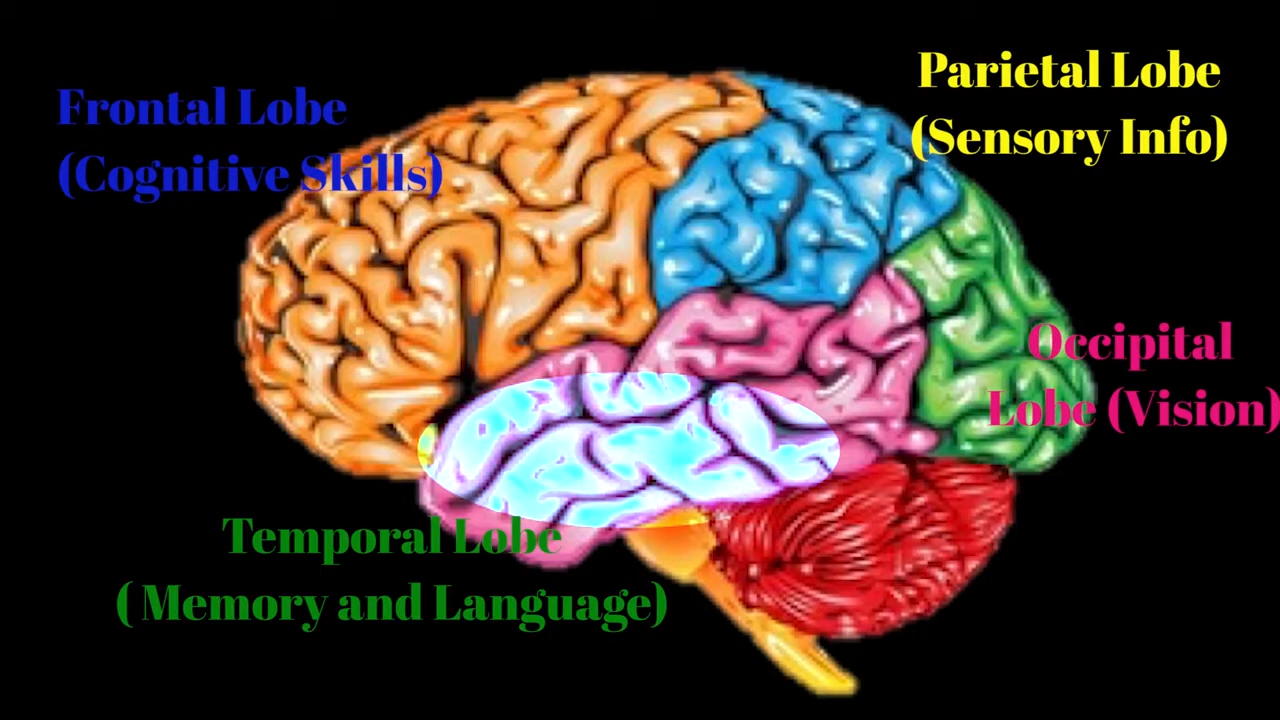 Frontal Lobe
(Cognitive Skills)
Parietal Lobe
(Sensory Info)
Occipital
Lobe (Vision)
Temporal Lobe
( Memory and Language)